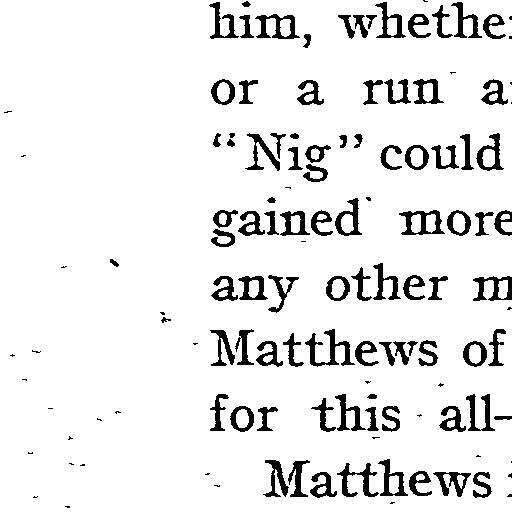 him, whether
or a run a
"Nig" could
gained more
any other m
Matthews of
for this all-
Matthews i